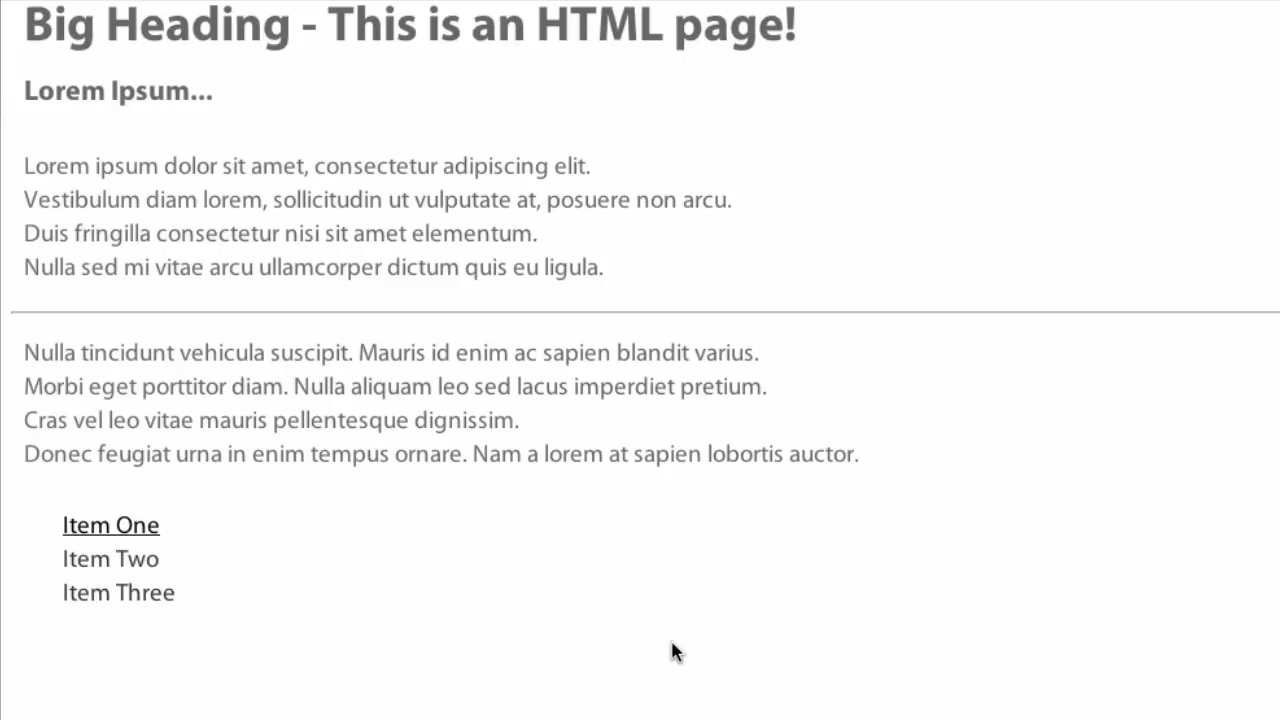 Big Heading - This is an HTML page!
Lorem Ipsum...
Lorem ipsum dolor sit amet, consectetur adipiscing elit.
Vestibulum diam lorem, sollicitudin ut vulputate at, posuere non arcu.
Duis fringilla consectetur nisi sit amet elementum.
Nulla sed mi vitae arcu ullamcorper dictum quis eu ligula.
Nulla tincidunt vehicula suscipit. Mauris id enim ac sapien blandit varius.
Morbi eget porttitor diam. Nulla aliquam leo sed lacus imperdiet pretium.
Cras vel leo vitae mauris pellentesque dignissim.
Donec feugiat urna in enim tempus ornare. Nam a lorem at sapien lobortis auctor.
Item One
Item Two
Item Three